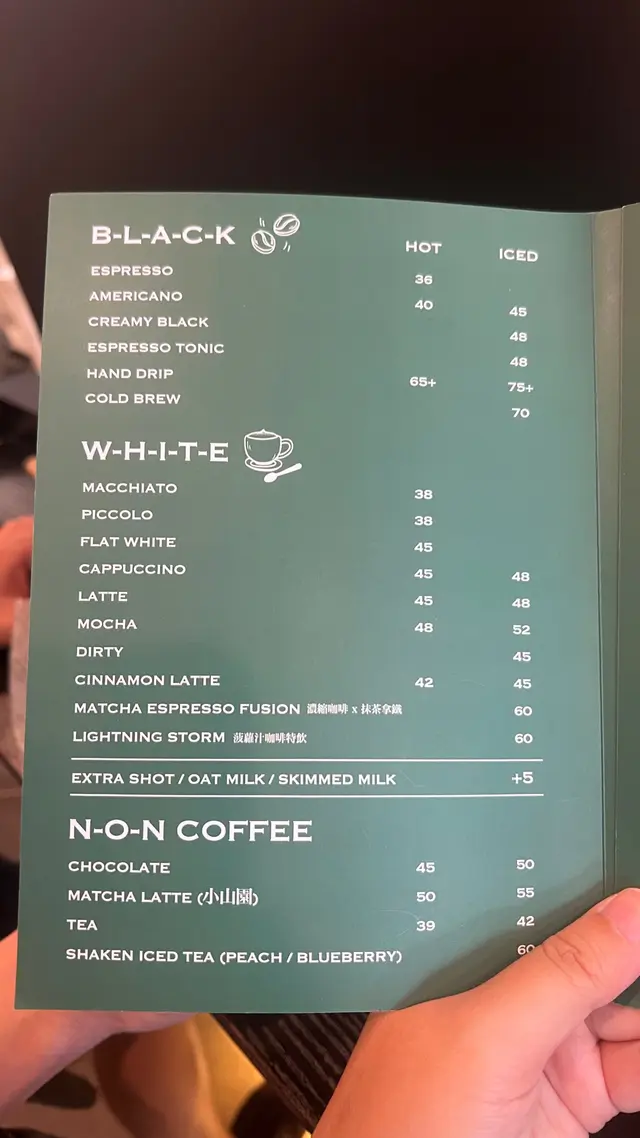 B-L-A-C-K
HOT ICED
ESPRESSO 36
AMERICANO 40 45
CREAMY BLACK 48
ESPRESSO TONIC 48
HAND DRIP 65+ 75+
COLD BREW 70
W-H-I-T-E
MACCHIATO 38
PICCOLO 38
FLAT WHITE 45
CAPPUCCINO 45 48
LATTE 45 48
MOCHA 48 52
DIRTY 45
CINNAMON LATTE 42 45
MATCHA ESPRESSO FUSION 濃縮咖啡 x 抹茶拿鐵 60
LIGHTNING STORM 菠蘿汁咖啡特飲 60
EXTRA SHOT / OAT MILK / SKIMMED MILK +5
N-O-N COFFEE
CHOCOLATE 45 50
MATCHA LATTE (小山園) 50 55
TEA 39 42
SHAKEN ICED TEA (PEACH / BLUEBERRY) 60